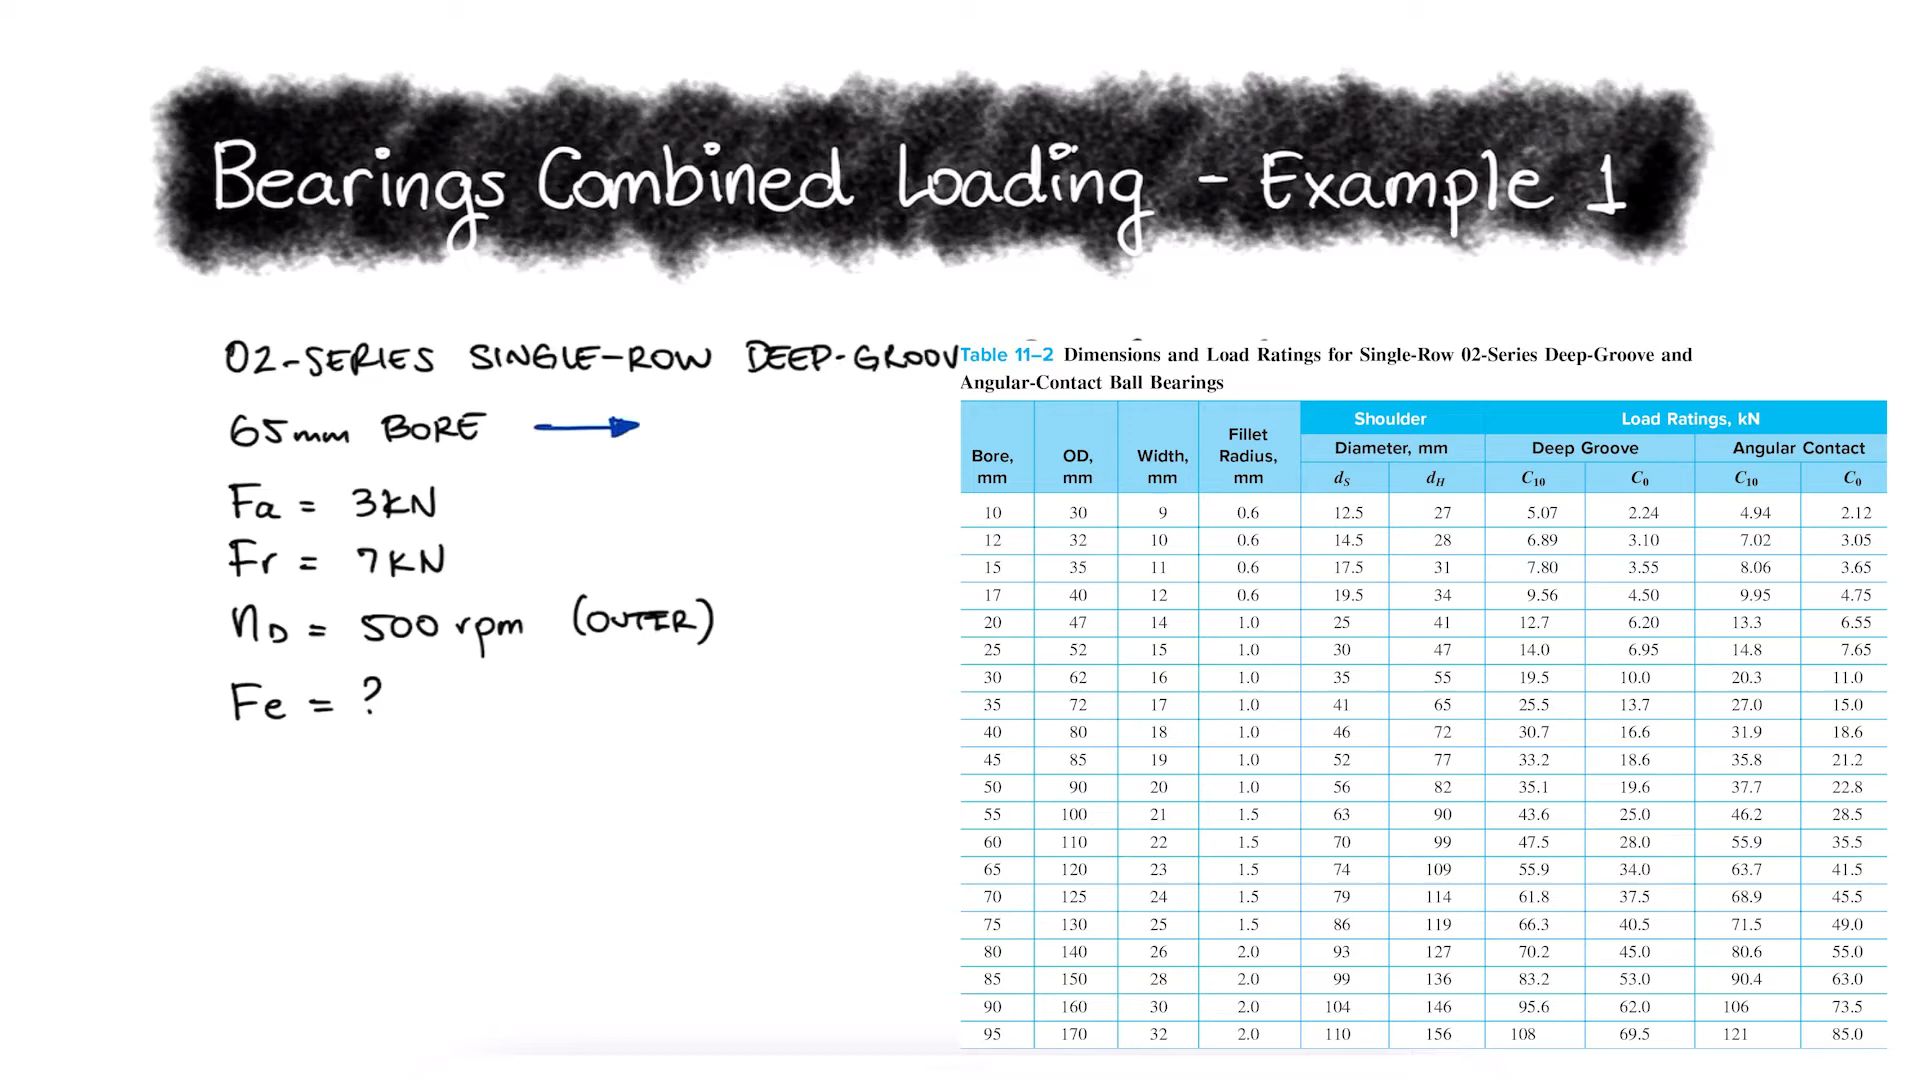 Bearings Combined Loading - Example 1
02-SERIES SINGLE-ROW DEEP-GROOV
65mm BORE
Fa = 3kN
Fr = 7kN
nD = 500 rpm (OUTER)
Fe = ?
Table 11–2 Dimensions and Load Ratings for Single-Row 02-Series Deep-Groove and
Angular-Contact Ball Bearings
Shoulder Load Ratings, kN
Fillet
Bore, OD, Width, Radius, Diameter, mm Deep Groove Angular Contact
mm mm mm mm dS dH C10 C0 C10 C0
10 30 9 0.6 12.5 27 5.07 2.24 4.94 2.12
12 32 10 0.6 14.5 28 6.89 3.10 7.02 3.05
15 35 11 0.6 17.5 31 7.80 3.55 8.06 3.65
17 40 12 0.6 19.5 34 9.56 4.50 9.95 4.75
20 47 14 1.0 25 41 12.7 6.20 13.3 6.55
25 52 15 1.0 30 47 14.0 6.95 14.8 7.65
30 62 16 1.0 35 55 19.5 10.0 20.3 11.0
35 72 17 1.0 41 65 25.5 13.7 27.0 15.0
40 80 18 1.0 46 72 30.7 16.6 31.9 18.6
45 85 19 1.0 52 77 33.2 18.6 35.8 21.2
50 90 20 1.0 56 82 35.1 19.6 37.7 22.8
55 100 21 1.5 63 90 43.6 25.0 46.2 28.5
60 110 22 1.5 70 99 47.5 28.0 55.9 35.5
65 120 23 1.5 74 109 55.9 34.0 63.7 41.5
70 125 24 1.5 79 114 61.8 37.5 68.9 45.5
75 130 25 1.5 86 119 66.3 40.5 71.5 49.0
80 140 26 2.0 93 127 70.2 45.0 80.6 55.0
85 150 28 2.0 99 136 83.2 53.0 90.4 63.0
90 160 30 2.0 104 146 95.6 62.0 106 73.5
95 170 32 2.0 110 156 108 69.5 121 85.0